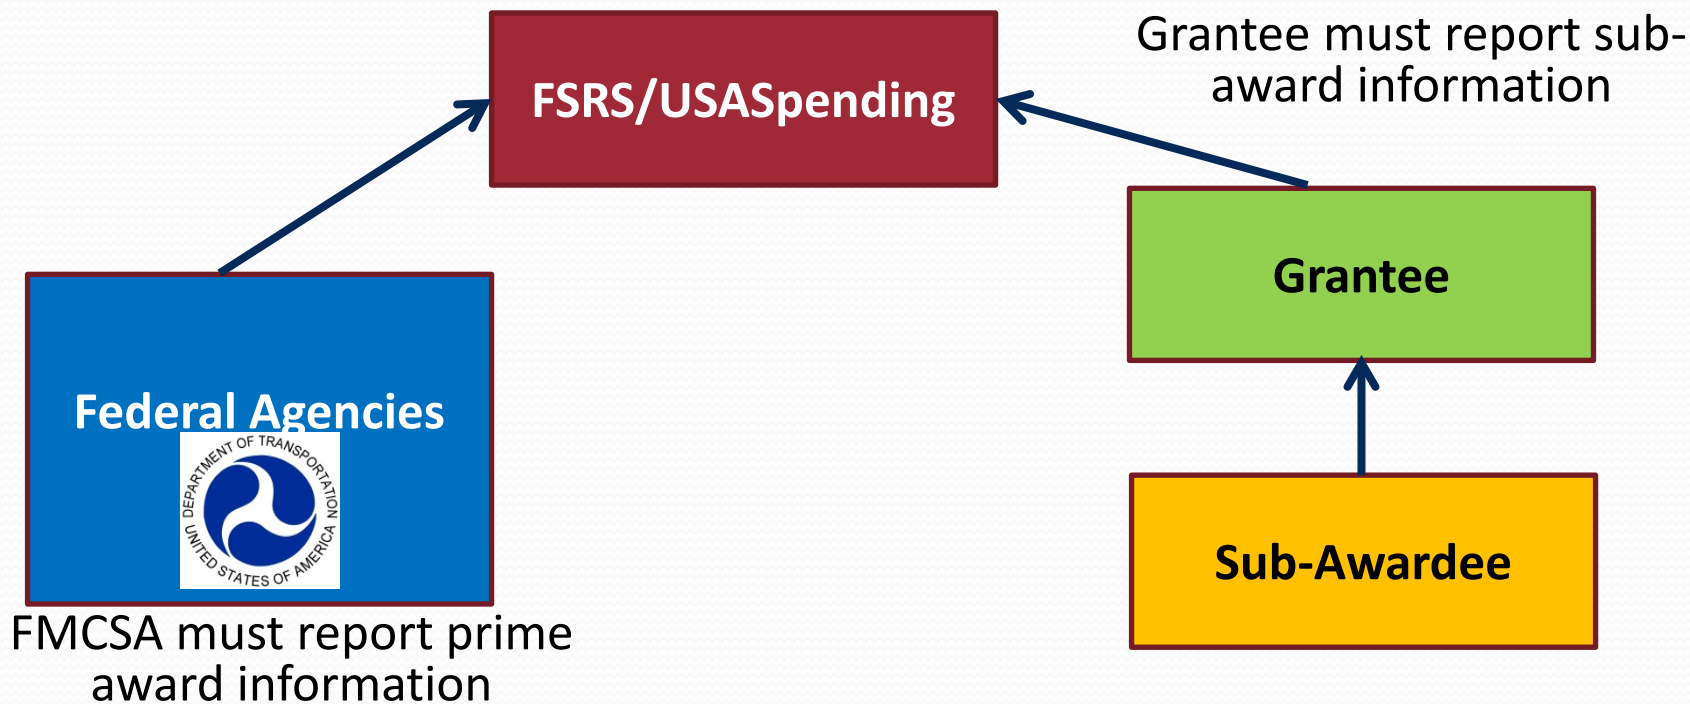 FSRS/USASpending
Grantee must report sub-
award information
Grantee
Federal Agencies
DEPARTMENT OF TRANSPORTATION
UNITED STATES OF AMERICA
Sub-Awardee
FMCSA must report prime
award information